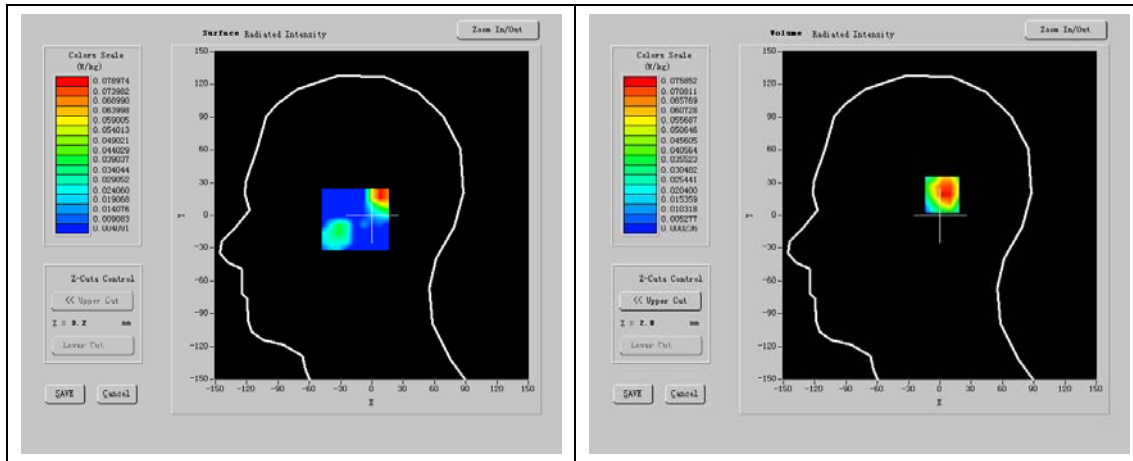 Surface Radiated Intensity
Zoom In/Out
Colors Scale
(W/kg)
0.078974
0.073982
0.068990
0.063998
0.059005
0.054013
0.049021
0.044029
0.039037
0.034044
0.029052
0.024060
0.019068
0.014076
0.009083
0.004091
150
90
60
30
0
-30
-60
-90
-120
-150
Y
-150 -120 -90 -60 -30 0 30 60 90 120 150
X
Z-Cuts Control
<< Upper Cut
Z = mm
Lower Cut
SAVE Cancel
Volume Radiated Intensity
Zoom In/Out
Colors Scale
(W/kg)
0.075852
0.070811
0.065769
0.060728
0.055687
0.050646
0.045605
0.040564
0.035523
0.030482
0.025441
0.020400
0.015359
0.010318
0.005277
0.000236
150
90
60
30
0
-30
-60
-90
-120
-150
Y
-150 -120 -90 -60 -30 0 30 60 90 120 150
X
Z-Cuts Control
<< Upper Cut
Z = mm
Lower Cut
SAVE Cancel